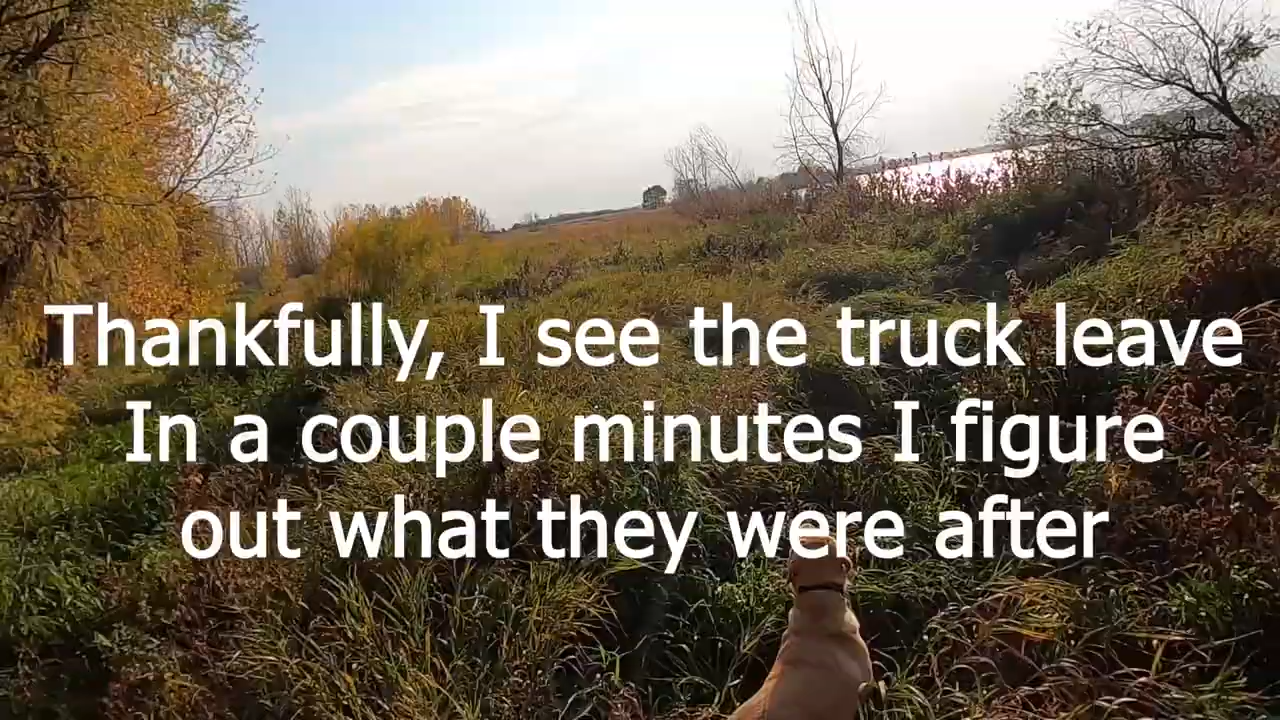 Thankfully, I see the truck leave
In a couple minutes I figure
out what they were after